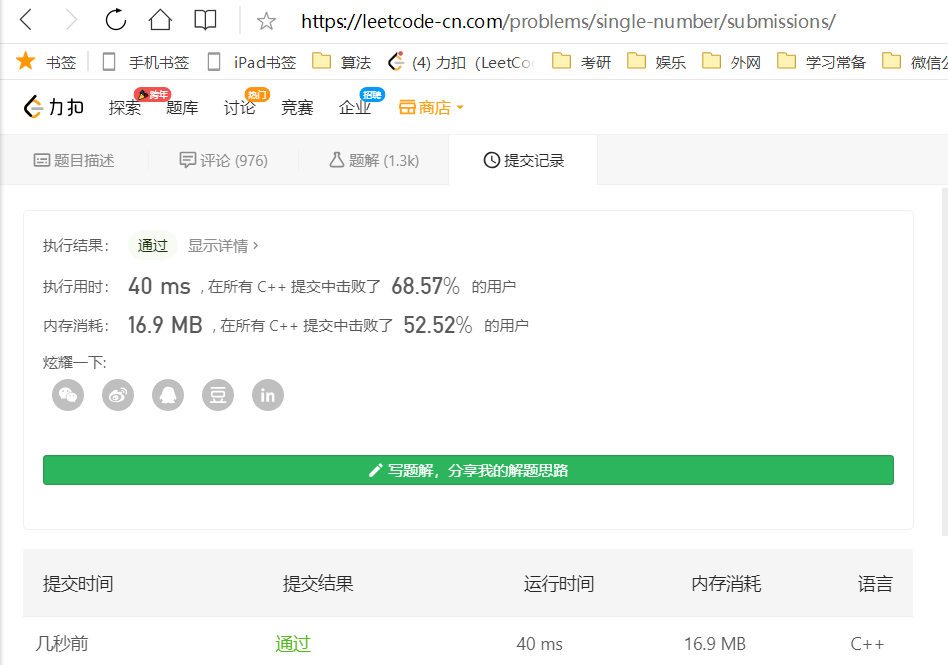 https://leetcode-cn.com/problems/single-number/submissions/
书签 手机书签 iPad书签 算法 (4) 力扣 (LeetCo 考研 娱乐 外网 学习常备 微信公
力扣 探索 跨年 题库 讨论 热门 竞赛 企业 招聘 商店
题目描述 评论 (976) 题解 (1.3k) 提交记录
执行结果: 通过 显示详情 >
执行用时: 40 ms , 在所有 C++ 提交中击败了 68.57% 的用户
内存消耗: 16.9 MB , 在所有 C++ 提交中击败了 52.52% 的用户
炫耀一下:
豆 in
写题解，分享我的解题思路
提交时间 提交结果 运行时间 内存消耗 语言
几秒前 通过 40 ms 16.9 MB C++